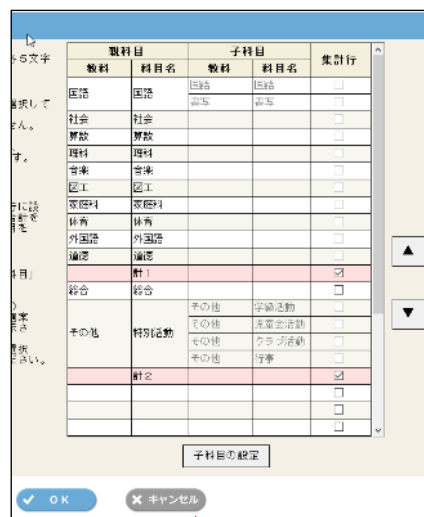 親科目 子科目 集計行
教科 科目名 教科 科目名
ら5文字
国語 国語 国語 国語
書写 書写
選択して
せん。
社会 社会
算数 算数
す。
理科 理科
音楽 音楽
図工 図工
家庭科 家庭科
体育 体育
外国語 外国語
道徳 道徳
▲
計1
科目」
総合 総合
その他 特別活動 その他 学級活動
その他 児童会活動
その他 クラブ活動
その他 行事
▼
選択
ださい。
計2
子科目の設定
OK キャンセル